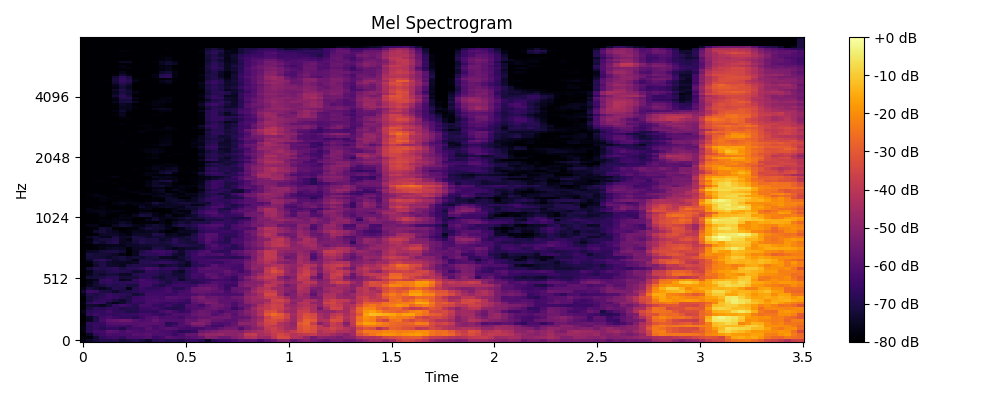 Mel Spectrogram
Hz
4096
2048
1024
512
0
0 0.5 1 1.5 2 2.5 3 3.5
Time
+0 dB
-10 dB
-20 dB
-30 dB
-40 dB
-50 dB
-60 dB
-70 dB
-80 dB